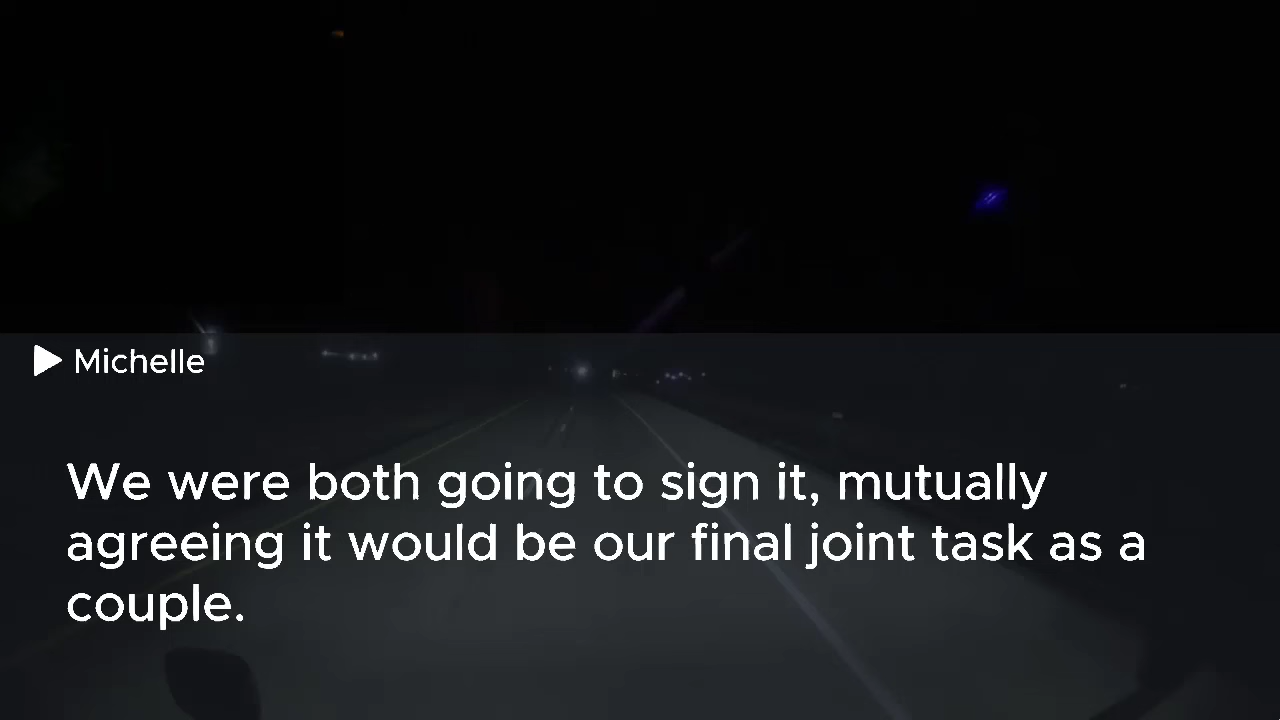 Michelle
We were both going to sign it, mutually
agreeing it would be our final joint task as a
couple.